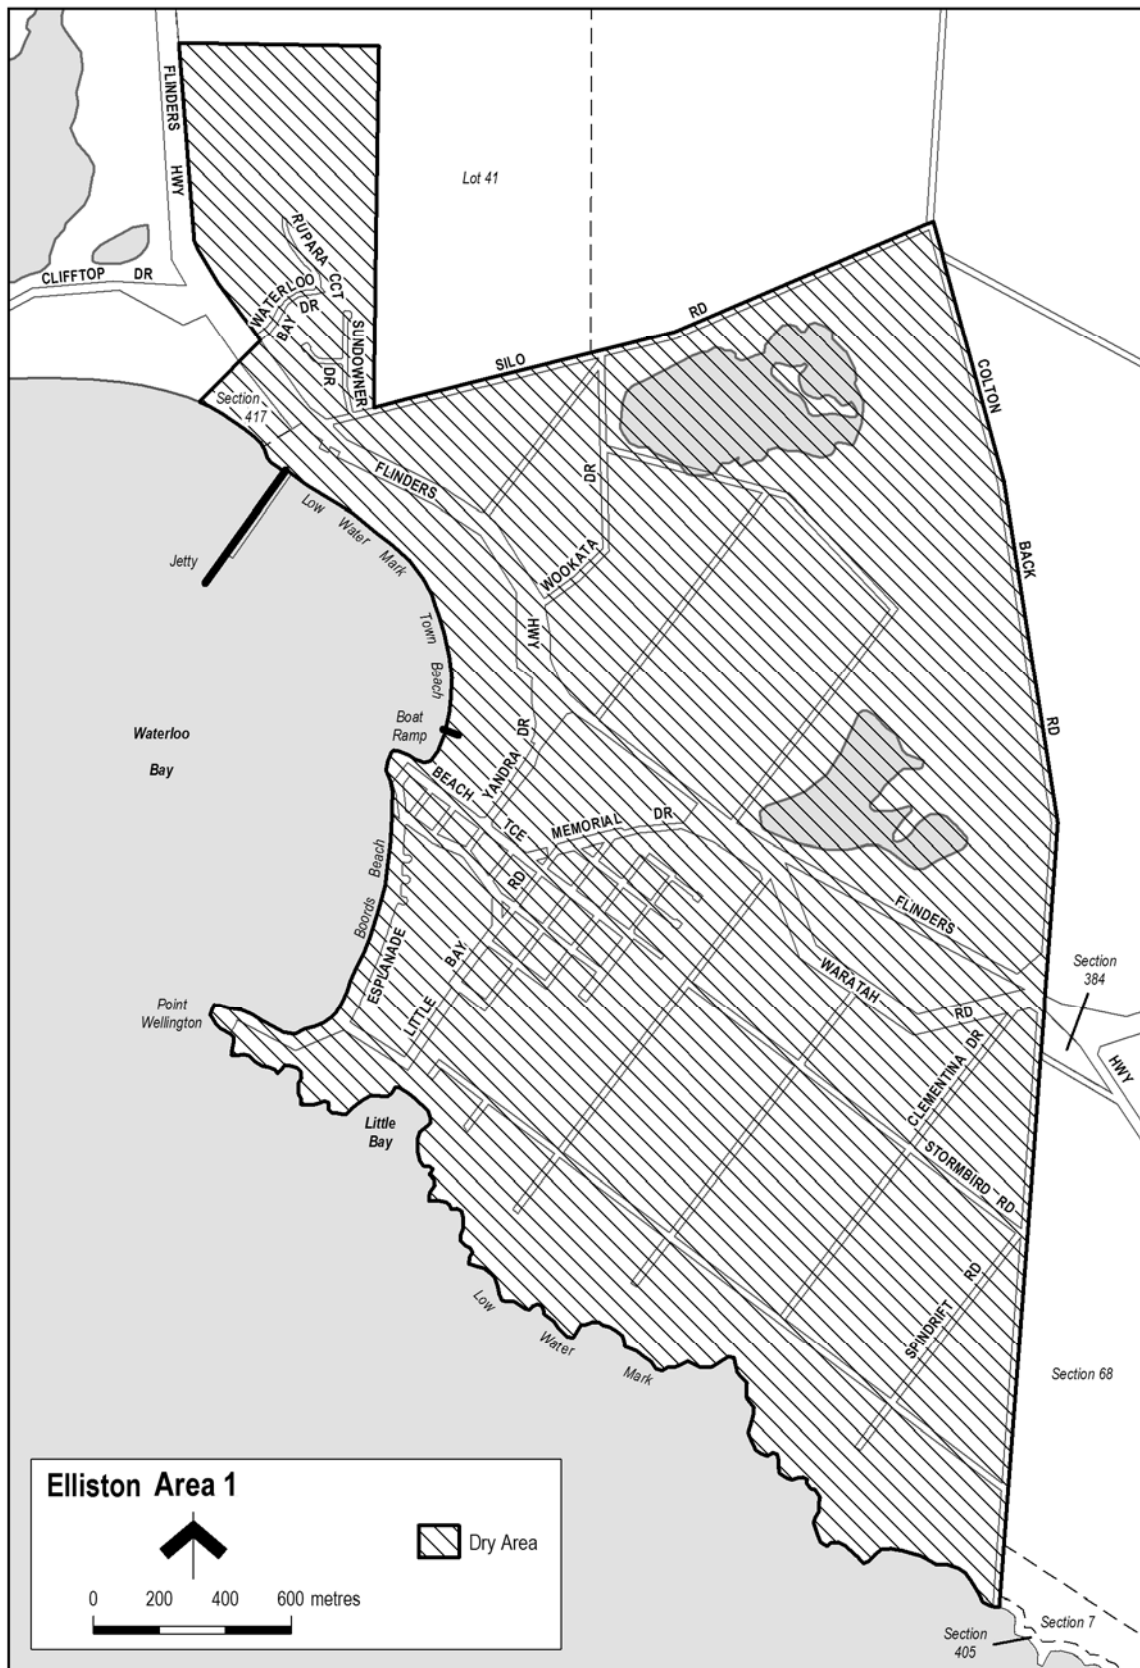 FLINDERS HWY
Lot 41
RUPARA CCT
CLIFFTOP DR
WATERLOO BAY DR
SUNDOWNER DR
SILO RD
COLTON BACK RD
Section
417
FLINDERS HWY
WOOKATA DR
Low Water Mark
Jetty
Town Beach
Boat
Ramp
Waterloo
Bay
YANDRA DR
BEACH TCE
MEMORIAL DR
Boords Beach
ESPLANADE
LITTLE BAY RD
FLINDERS HWY
WARATAH RD
Section
384
Point
Wellington
CLEMENTINA DR
Little
Bay
STORMBIRD RD
SPINDRIFT RD
Low Water Mark
Section 68
Elliston Area 1
Dry Area
0 200 400 600 metres
Section 7
Section
405